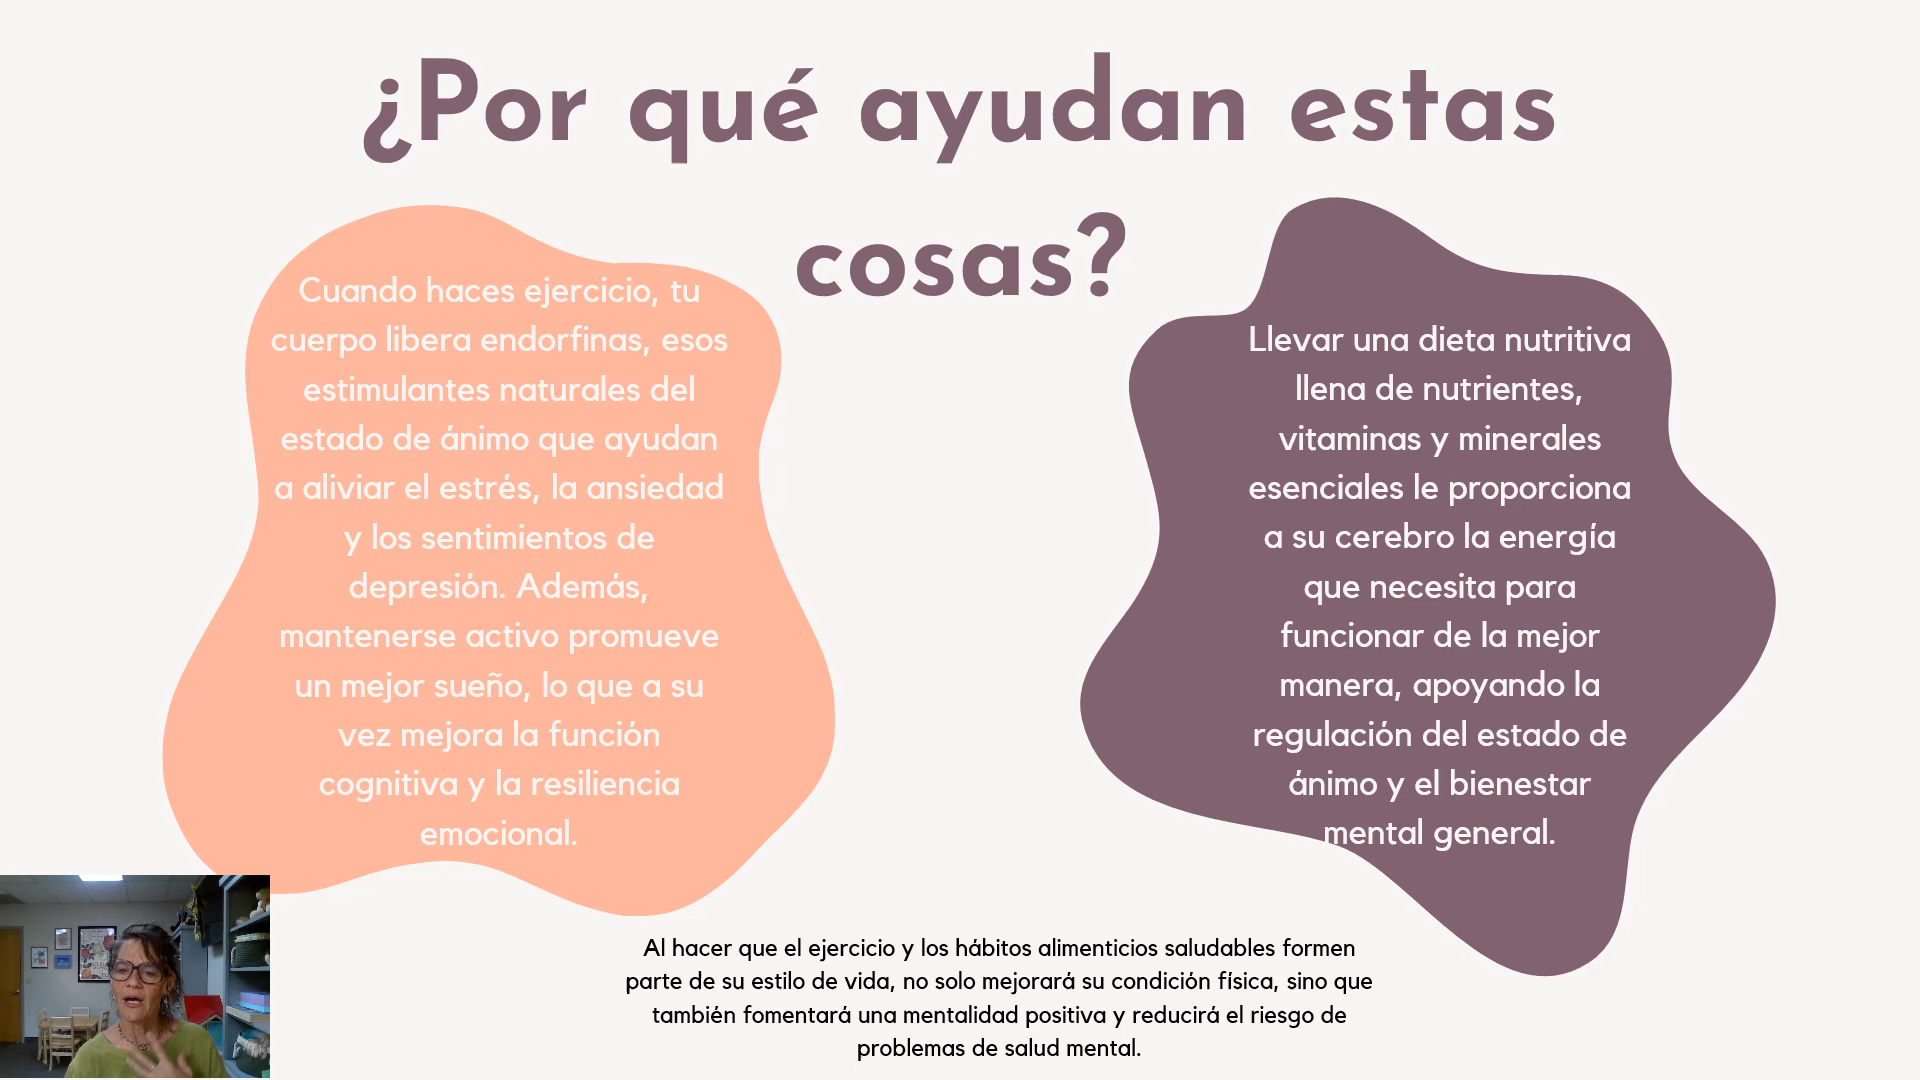 ¿Por qué ayudan estas
cosas?
Cuando haces ejercicio, tu
cuerpo libera endorfinas, esos
estimulantes naturales del
estado de ánimo que ayudan
a aliviar el estrés, la ansiedad
y los sentimientos de
depresión. Además,
mantenerse activo promueve
un mejor sueño, lo que a su
vez mejora la función
cognitiva y la resiliencia
emocional.
Llevar una dieta nutritiva
llena de nutrientes,
vitaminas y minerales
esenciales le proporciona
a su cerebro la energía
que necesita para
funcionar de la mejor
manera, apoyando la
regulación del estado de
ánimo y el bienestar
mental general.
Al hacer que el ejercicio y los hábitos alimenticios saludables formen
parte de su estilo de vida, no solo mejorará su condición física, sino que
también fomentará una mentalidad positiva y reducirá el riesgo de
problemas de salud mental.